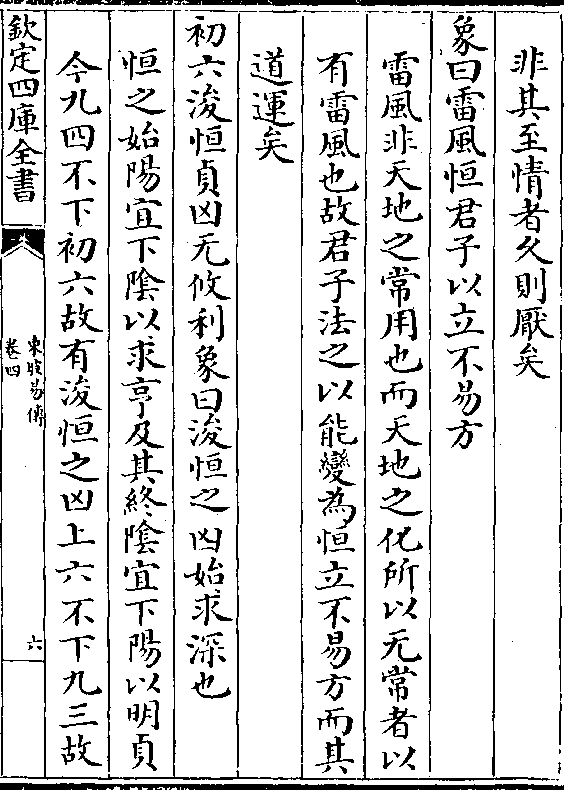 非其至情者久則厭矣
象曰雷風恒君子以立不易方
雷風非天地之常用也而天地之化所以无常者以
有雷風也故君子法之以能變為恒立不易方而其
道運矣
初六浚恒貞凶无攸利象曰浚恒之凶始求深也
恒之始陽宜下陰以求亨及其終陰宜下陽以明貞
今九四不下初六故有浚恒之凶上六不下九三故
欽定四庫全書
東坡易傳
卷四
六